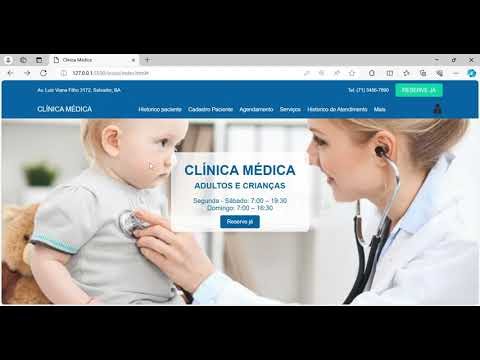 Clínica Médica
127.0.0.1:5500/inicio/index.html#
Av. Luiz Viana Filho 3172, Salvador, BA
Tel. (71) 3456-7890
RESERVE JÁ
CLÍNICA MÉDICA
Historico paciente
Cadastro Paciente
Agendamento
Serviços
Historico do Atendimento
Mais
CLÍNICA MÉDICA
ADULTOS E CRIANÇAS
Segunda - Sábado: 7:00 – 19:30
Domingo: 7:00 – 16:30
Reserve já